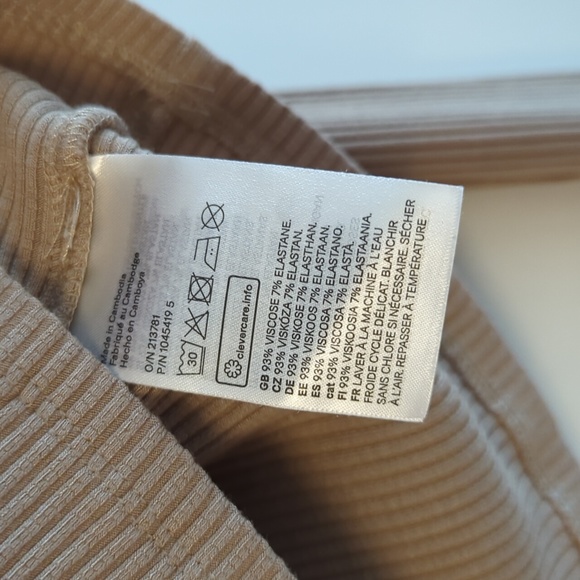 Made in Cambodia
Fabriqué au Cambodge
Hecho en Camboya
O/N 213781
P/N 1045419 5
30
clevercare.info
GB 93% VISCOSE 7% ELASTANE.
CZ 93% VISKÓZA 7% ELASTAN.
DE 93% VISKOSE 7% ELASTHAN.
EE 93% VISKOOS 7% ELASTAAN.
ES 93% VISCOSA 7% ELASTANO.
cat 93% VISCOSA 7% ELASTÀ.
FI 93% VISKOOSIA 7% ELASTAANIA.
FR LAVER À LA MACHINE À L'EAU
FROIDE CYCLE DÉLICAT. BLANCHIR
SANS CHLORE SI NÉCESSAIRE. SÉCHER
À L'AIR. REPASSER À TEMPÉRATURE